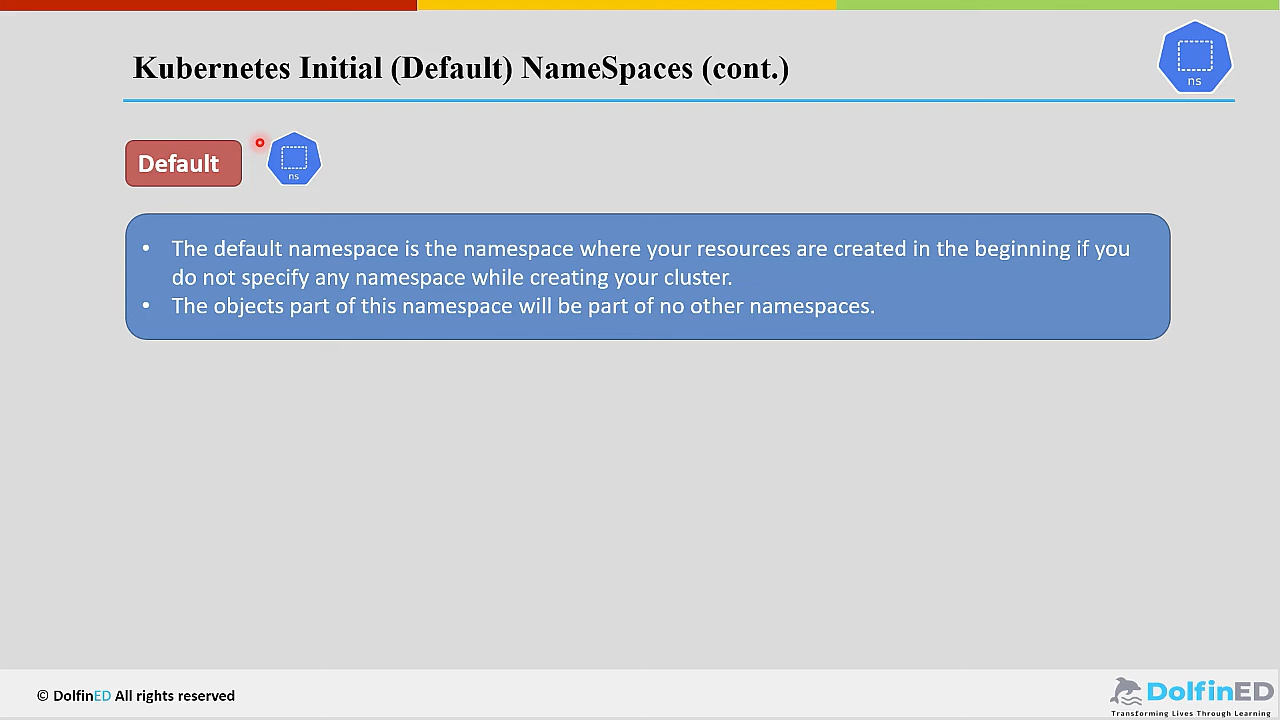 Kubernetes Initial (Default) NameSpaces (cont.)
ns
Default
ns
• The default namespace is the namespace where your resources are created in the beginning if you
do not specify any namespace while creating your cluster.
• The objects part of this namespace will be part of no other namespaces.
© DolfinED All rights reserved
DolfinED
Transforming Lives Through Learning